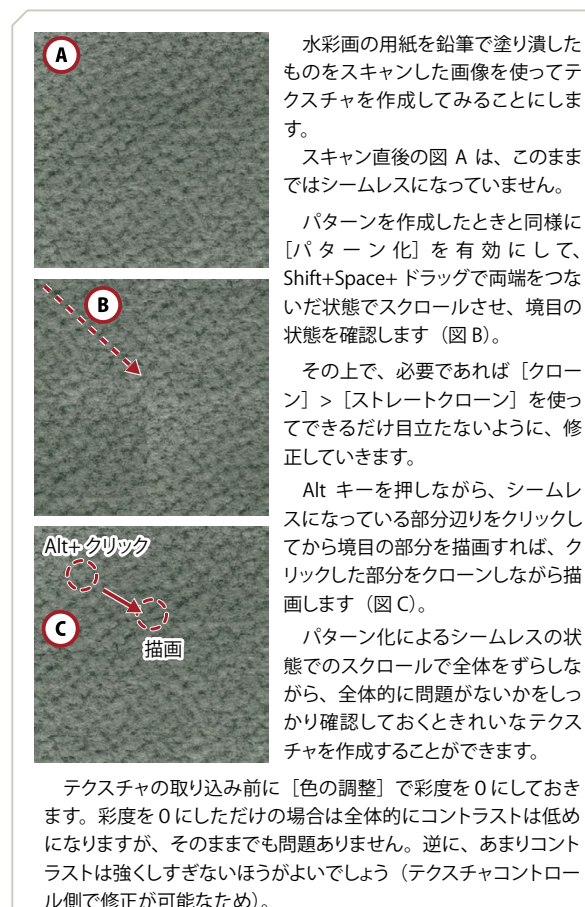 A
水彩画の用紙を鉛筆で塗り潰した
ものをスキャンした画像を使ってテ
クスチャを作成してみることにしま
す。
スキャン直後の図 A は、このまま
ではシームレスになっていません。
パターンを作成したときと同様に
［パターン化］を有効にして、
Shift+Space+ ドラッグで両端をつな
いだ状態でスクロールさせ、境目の
状態を確認します（図 B）。
B
その上で、必要であれば［クロー
ン］>［ストレートクローン］を使っ
てできるだけ目立たないように、修
正していきます。
Alt キーを押しながら、シームレ
スになっている部分辺りをクリックし
てから境目の部分を描画すれば、ク
リックした部分をクローンしながら描
画します（図 C）。
Alt+ クリック
C
描画
パターン化によるシームレスの状
態でのスクロールで全体をずらしな
がら、全体的に問題がないかをしっ
かり確認しておくときれいなテクス
チャを作成することができます。
テクスチャの取り込み前に［色の調整］で彩度を 0 にしておき
ます。彩度を 0 にしただけの場合は全体的にコントラストは低め
になりますが、そのままでも問題ありません。逆に、あまりコント
ラストは強くしすぎないほうがよいでしょう（テクスチャコントロー
ル側で修正が可能なため）。